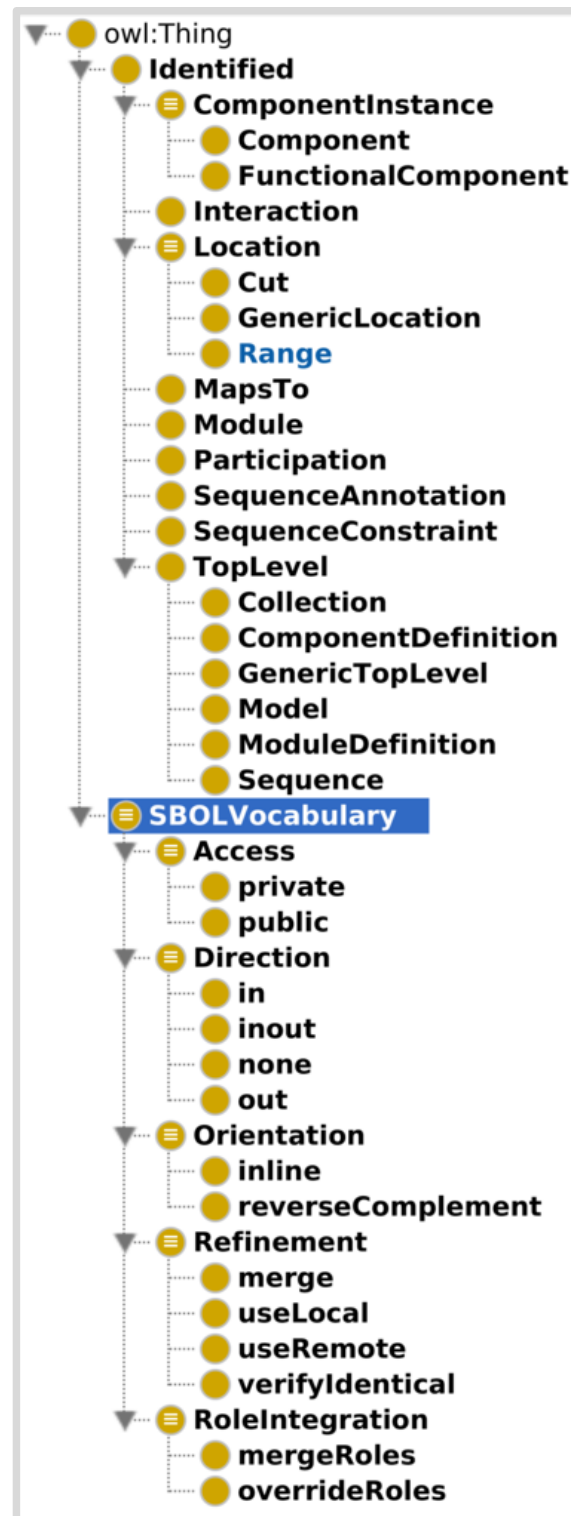 owl:Thing
Identified
ComponentInstance
Component
FunctionalComponent
Interaction
Location
Cut
GenericLocation
Range
MapsTo
Module
Participation
SequenceAnnotation
SequenceConstraint
TopLevel
Collection
ComponentDefinition
GenericTopLevel
Model
ModuleDefinition
Sequence
SBOLVocabulary
Access
private
public
Direction
in
inout
none
out
Orientation
inline
reverseComplement
Refinement
merge
useLocal
useRemote
verifyIdentical
RoleIntegration
mergeRoles
overrideRoles